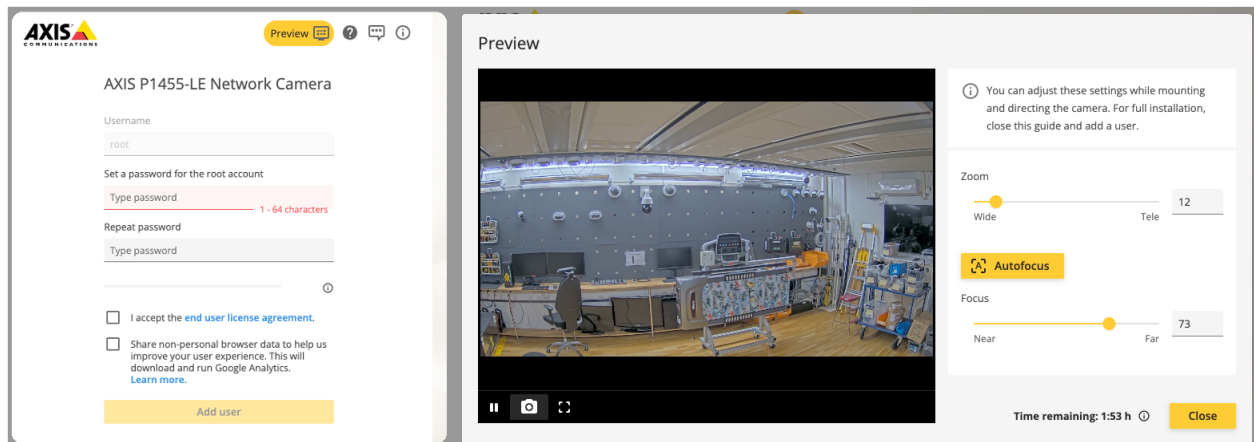 AXIS
COMMUNICATIONS
Preview
AXIS P1455-LE Network Camera
Username
root
Set a password for the root account
Type password
1 - 64 characters
Repeat password
Type password
I accept the end user license agreement.
Share non-personal browser data to help us
improve your user experience. This will
download and run Google Analytics.
Learn more.
Add user
Preview
You can adjust these settings while mounting
and directing the camera. For full installation,
close this guide and add a user.
Zoom
12
Wide Tele
Autofocus
Focus
73
Near Far
Time remaining: 1:53 h
Close